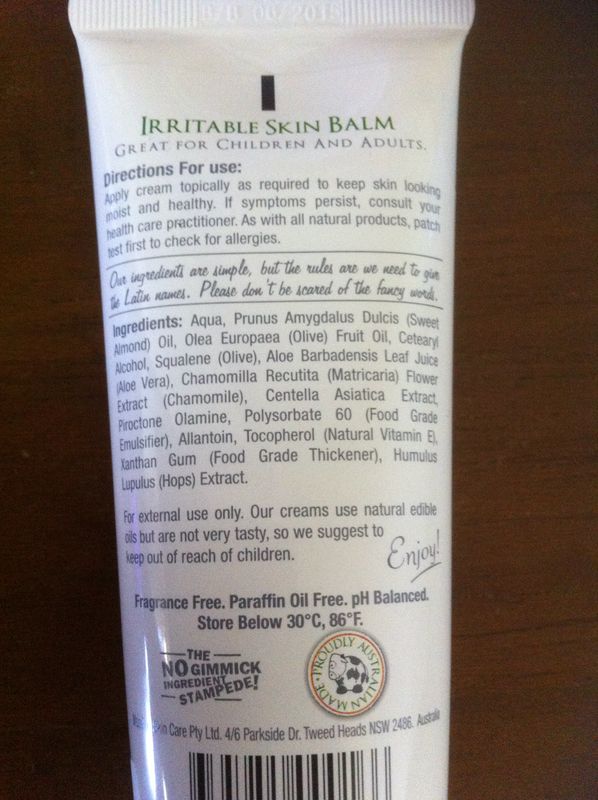 IRRITABLE SKIN BALM
GREAT FOR CHILDREN AND ADULTS.
Directions For use:
Apply cream topically as required to keep skin looking
moist and healthy. If symptoms persist, consult your
health care practitioner. As with all natural products, patch
test first to check for allergies.
Our ingredients are simple, but the rules are we need to give
the Latin names. Please don't be scared of the fancy words.
Ingredients: Aqua, Prunus Amygdalus Dulcis (Sweet
Almond) Oil, Olea Europaea (Olive) Fruit Oil, Cetearyl
Alcohol, Squalene (Olive), Aloe Barbadensis Leaf Juice
(Aloe Vera), Chamomilla Recutita (Matricaria) Flower
Extract (Chamomile), Centella Asiatica Extract,
Piroctone Olamine, Polysorbate 60 (Food Grade
Emulsifier), Allantoin, Tocopherol (Natural Vitamin E),
Xanthan Gum (Food Grade Thickener), Humulus
Lupulus (Hops) Extract.
For external use only. Our creams use natural edible
oils but are not very tasty, so we suggest to
keep out of reach of children.
Enjoy!
Fragrance Free. Paraffin Oil Free. pH Balanced.
Store Below 30°C, 86°F.
THE
NO GIMMICK
INGREDIENT
STAMPEDE!
PROUDLY AUSTRALIAN MADE
Skin Care Pty Ltd. 4/6 Parkside Dr. Tweed Heads NSW 2486. Australia